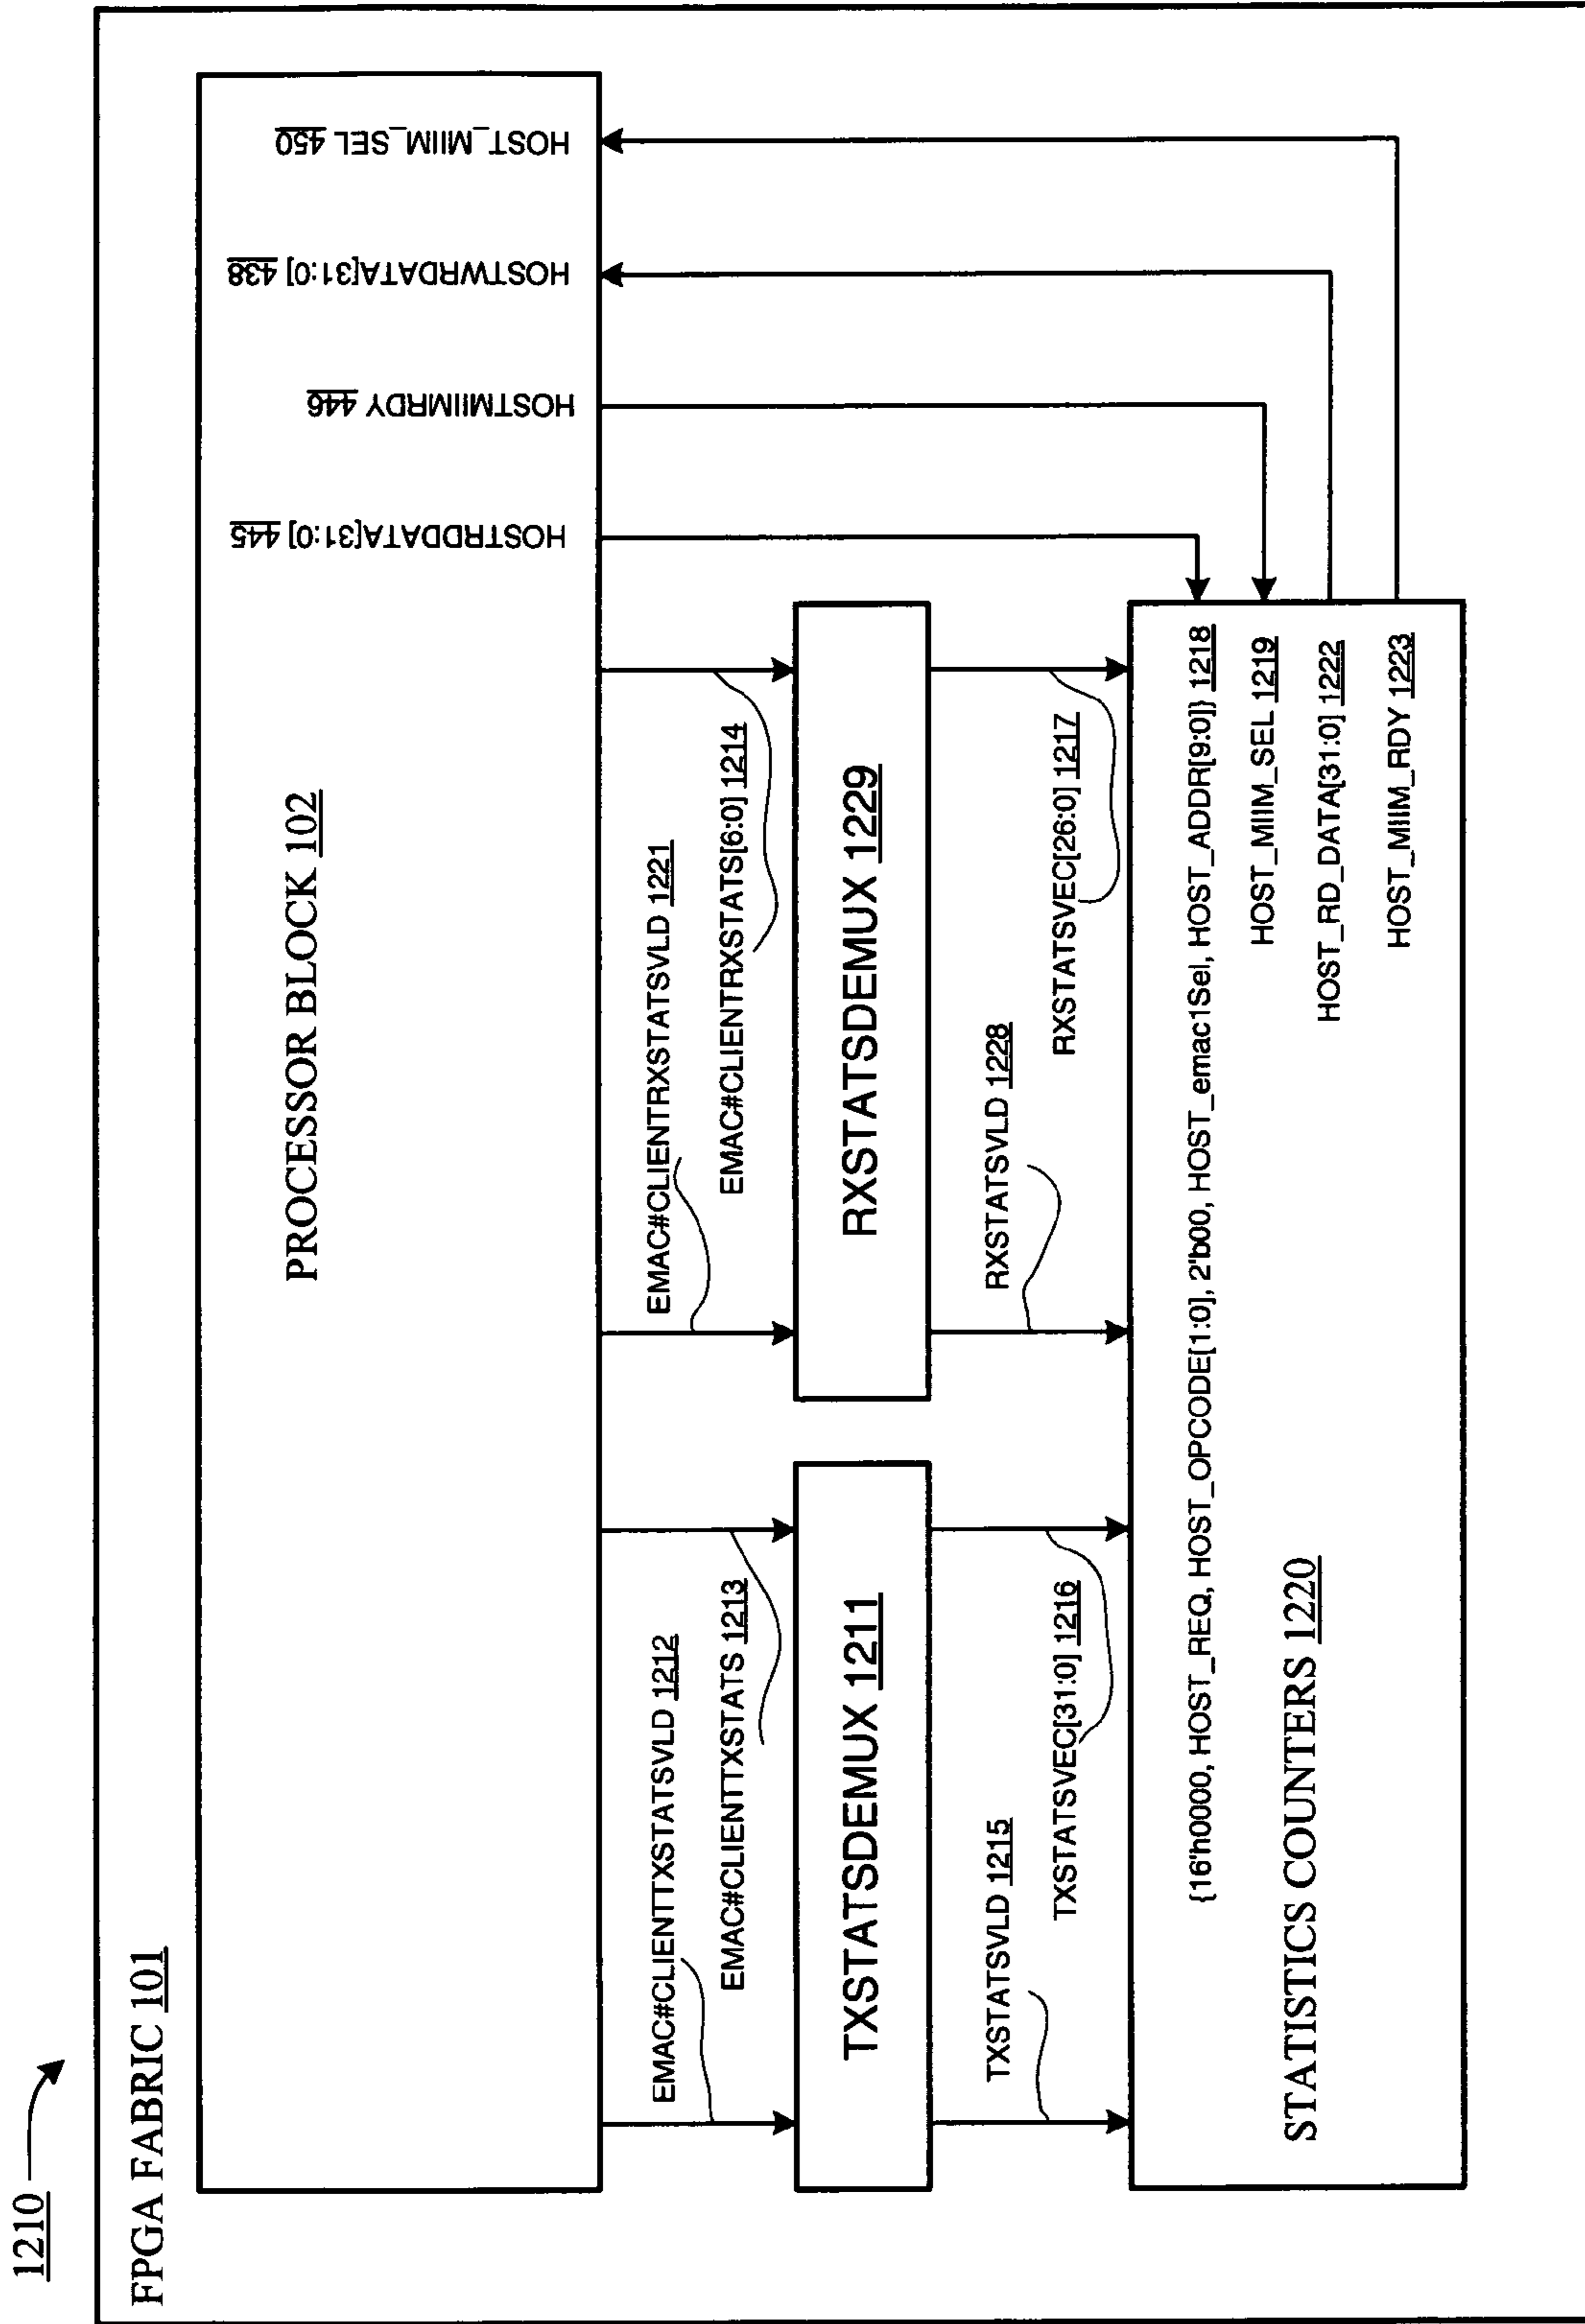 1210
FPGA FABRIC 101
PROCESSOR BLOCK 102
HOSTRDDATA[31:0] 445
HOSTMIIMRDY 446
HOSTWRDATA[31:0] 438
HOST_MIIM_SEL 450
EMAC#CLIENTTXSTATSVLD 1212
EMAC#CLIENTTXSTATS 1213
EMAC#CLIENTRXSTATSVLD 1221
EMAC#CLIENTRXSTATS[6:0] 1214
TXSTATSDEMUX 1211
RXSTATSDEMUX 1229
TXSTATSVLD 1215
TXSTATSVEC[31:0] 1216
RXSTATSVLD 1228
RXSTATSVEC[26:0] 1217
{16'h0000, HOST_REQ, HOST_OPCODE[1:0], 2'b00, HOST_emac1Sel, HOST_ADDR[9:0]} 1218
HOST_MIIM_SEL 1219
HOST_RD_DATA[31:0] 1222
HOST_MIIM_RDY 1223
STATISTICS COUNTERS 1220